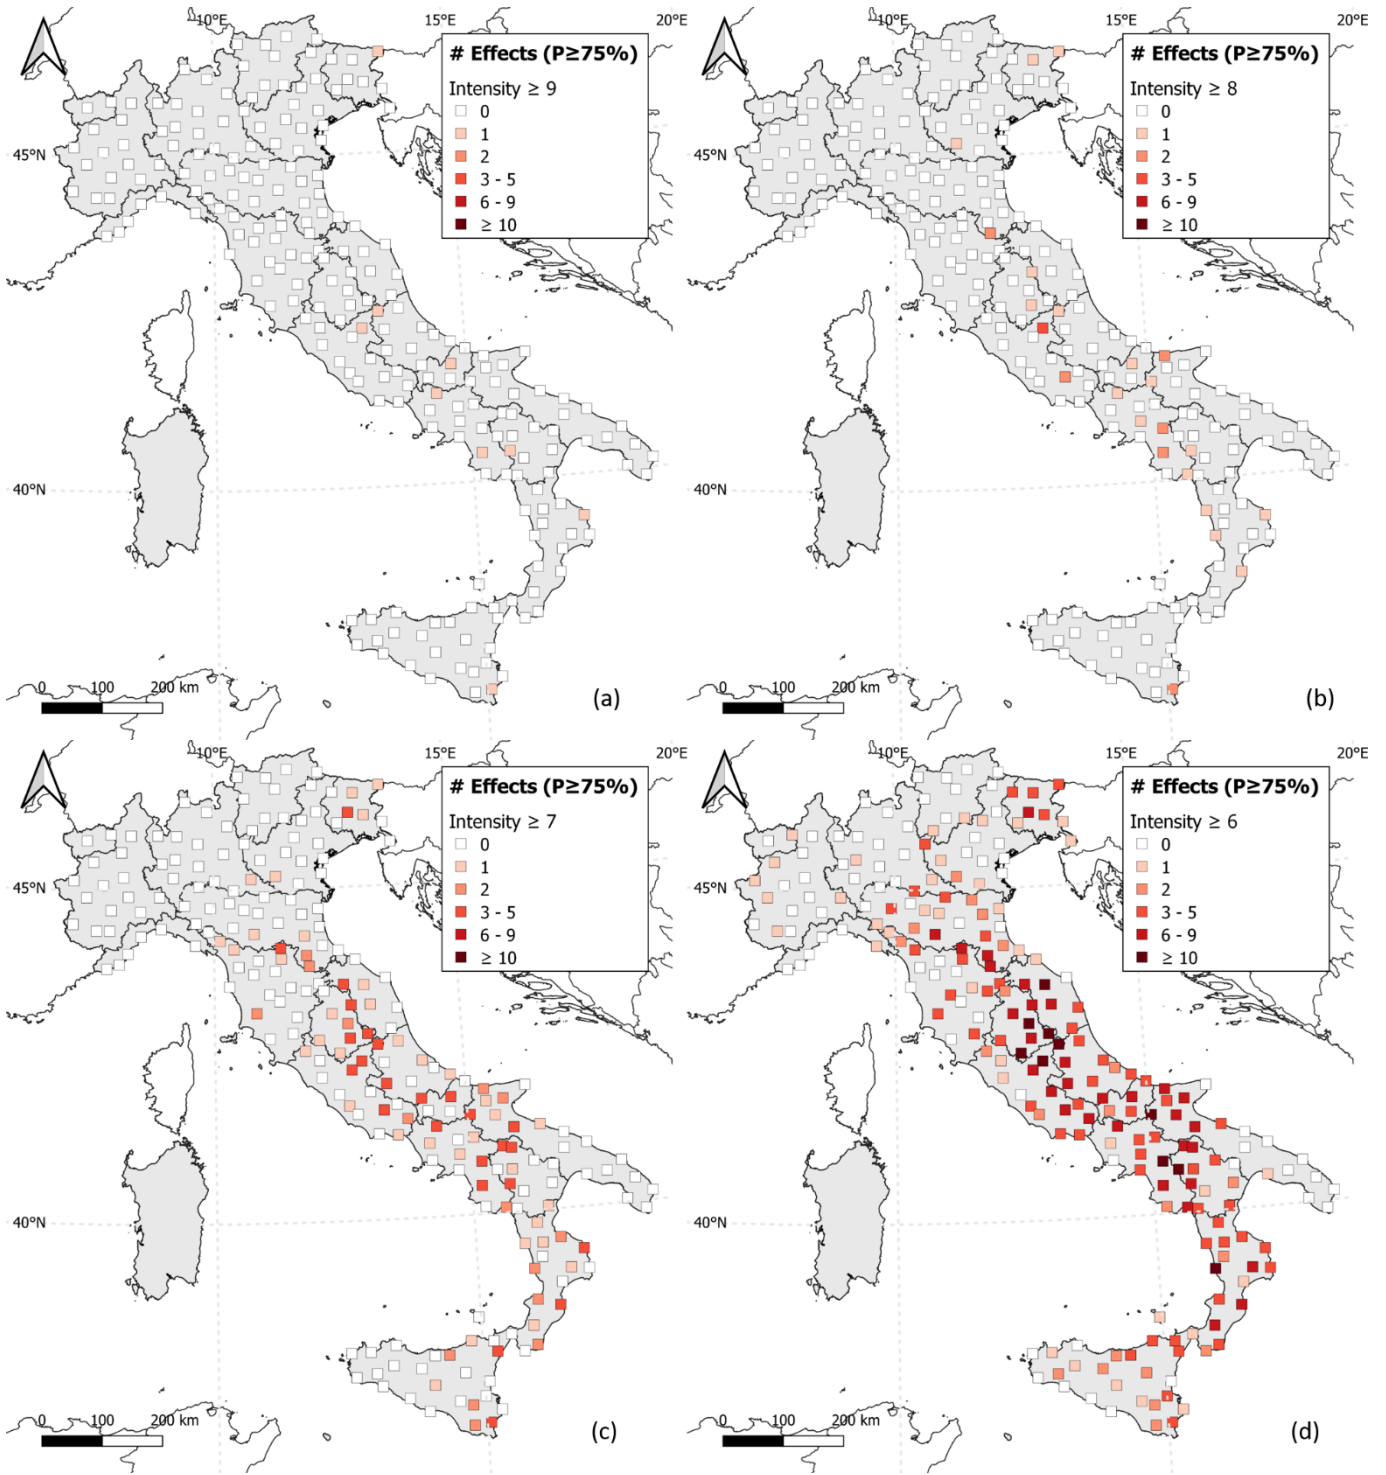 10°E 15°E 20°E
# Effects (P≥75%)
Intensity ≥ 9
0
1
2
3 - 5
6 - 9
≥ 10
45°N
40°N
0 100 200 km
(a)
10°E 15°E 20°E
# Effects (P≥75%)
Intensity ≥ 8
0
1
2
3 - 5
6 - 9
≥ 10
45°N
40°N
0 100 200 km
(b)
10°E 15°E 20°E
# Effects (P≥75%)
Intensity ≥ 7
0
1
2
3 - 5
6 - 9
≥ 10
45°N
40°N
0 100 200 km
(c)
10°E 15°E 20°E
# Effects (P≥75%)
Intensity ≥ 6
0
1
2
3 - 5
6 - 9
≥ 10
45°N
40°N
0 100 200 km
(d)